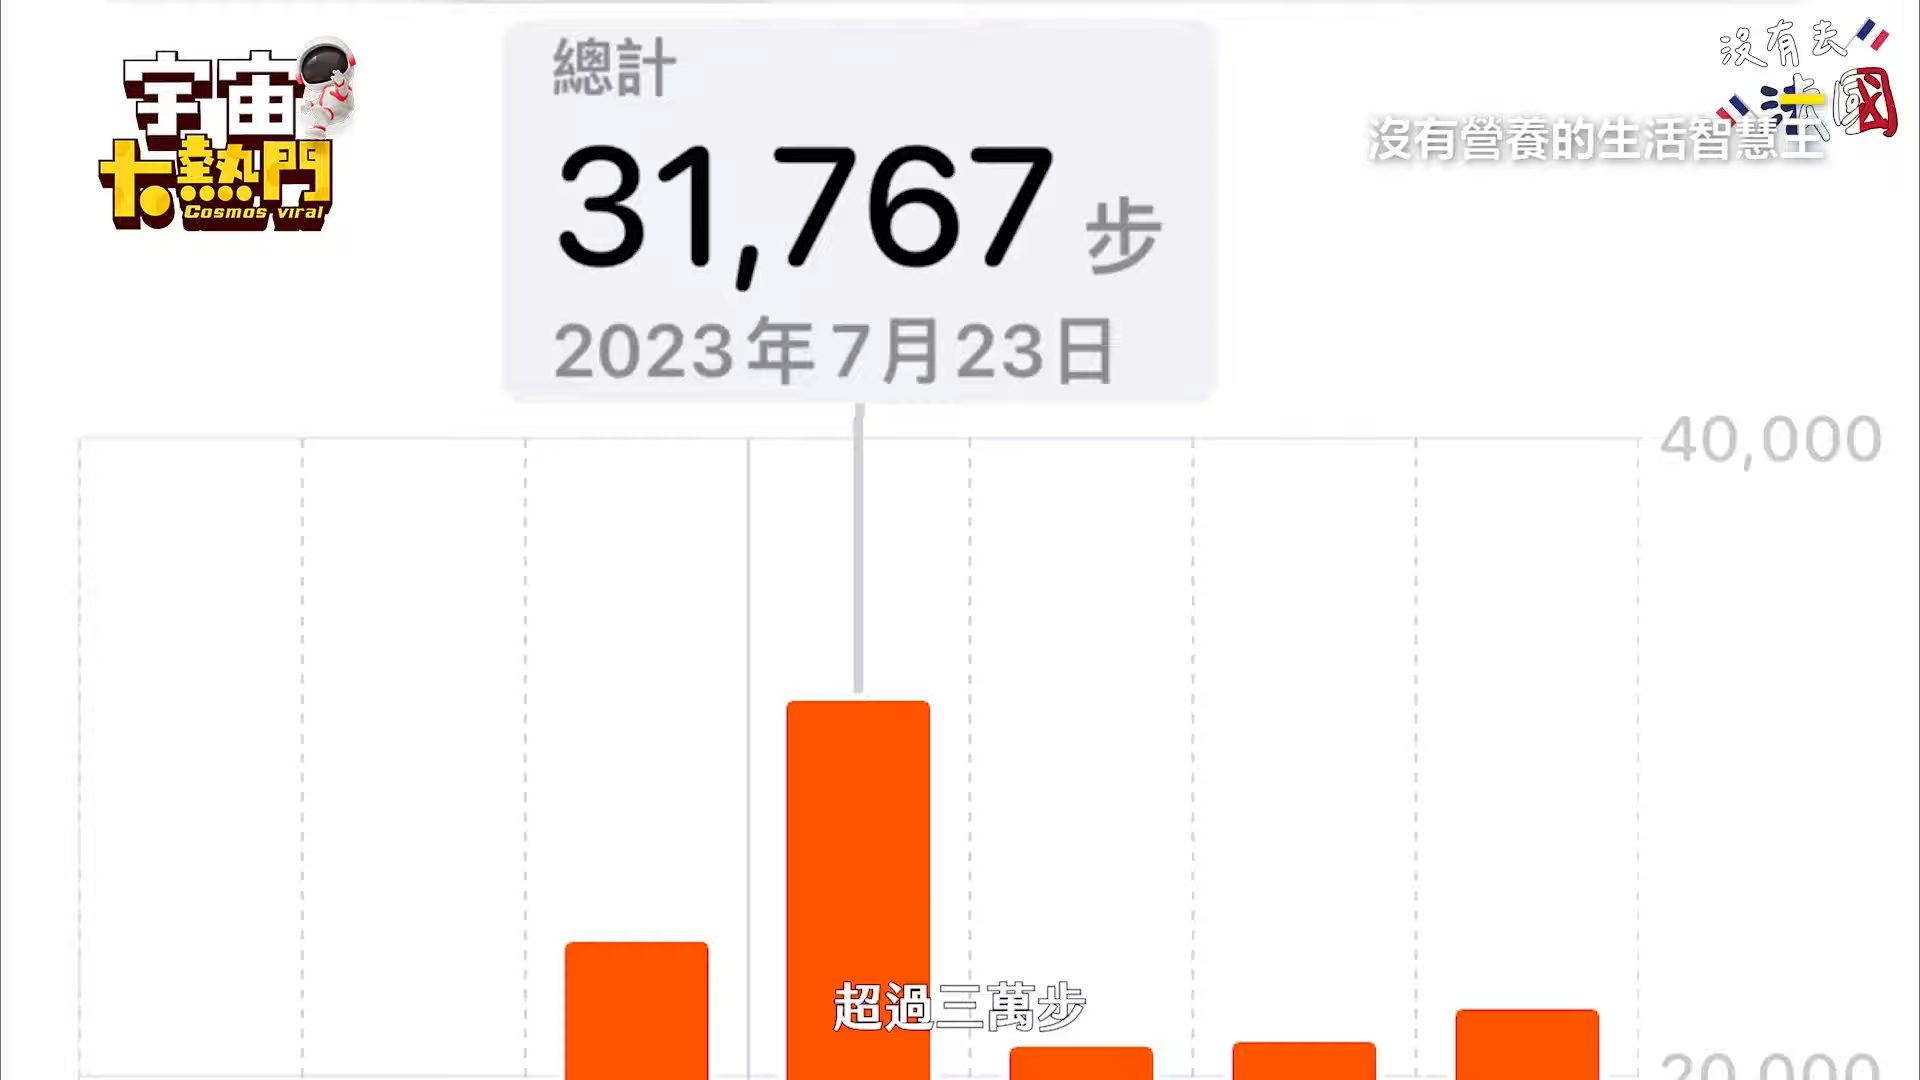 宇宙
大熱門
Cosmos viral
總計
31,767 步
2023年7月23日
沒有去
法國
沒有營養的生活智慧王
40,000
超過三萬步
20,000